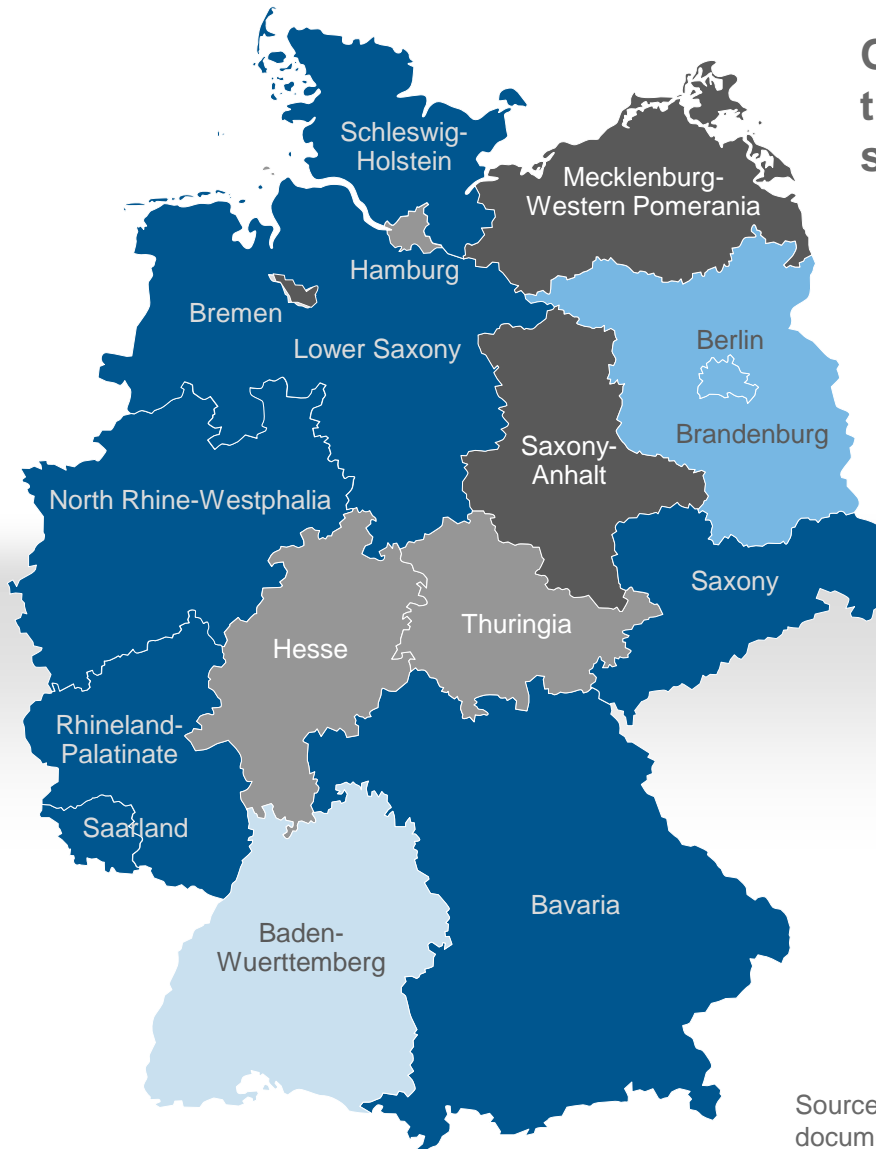 Schleswig-
Holstein
Mecklenburg-
Western Pomerania
Hamburg
Bremen
Lower Saxony
Berlin
Brandenburg
Saxony-
Anhalt
North Rhine-Westphalia
Saxony
Thuringia
Hesse
Rhineland-
Palatinate
Saarland
Bavaria
Baden-
Wuerttemberg
Source
docum